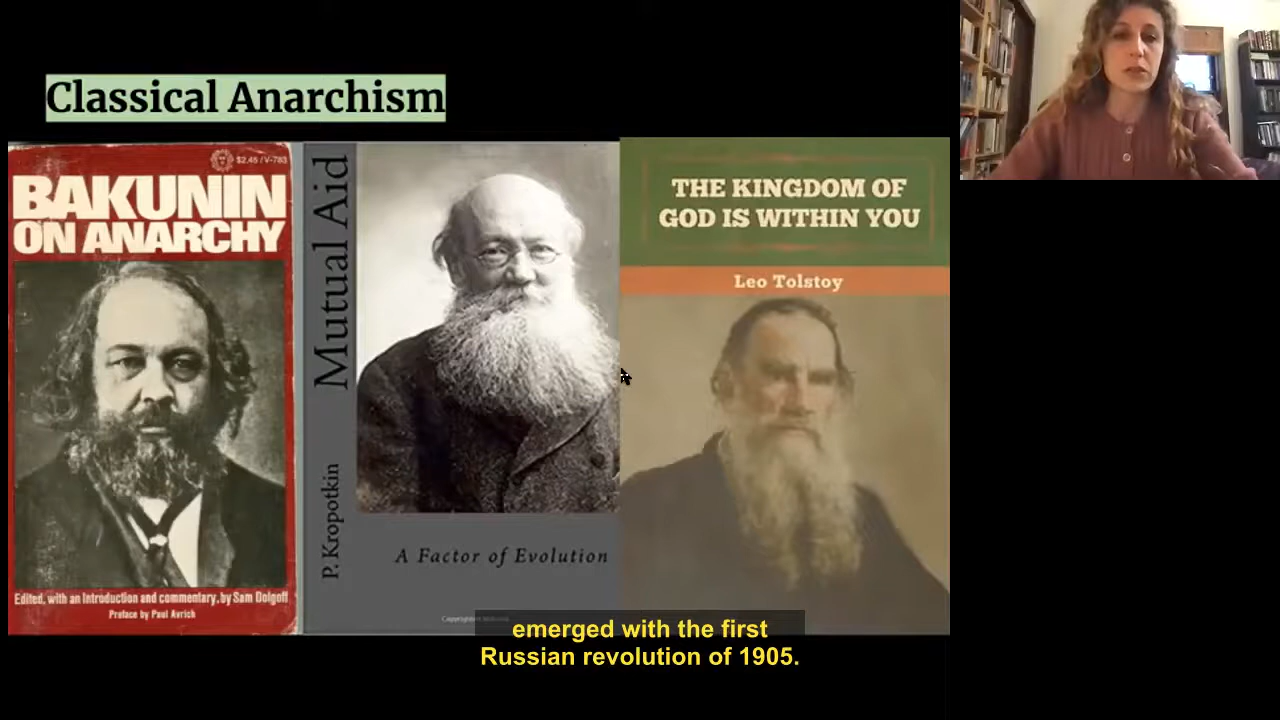 Classical Anarchism
$2.45 / V-783
BAKUNIN
ON ANARCHY
Edited, with an Introduction and commentary, by Sam Dolgoff
Preface by Paul Avrich
P. Kropotkin Mutual Aid
A Factor of Evolution
THE KINGDOM OF
GOD IS WITHIN YOU
Leo Tolstoy
emerged with the first
Russian revolution of 1905.